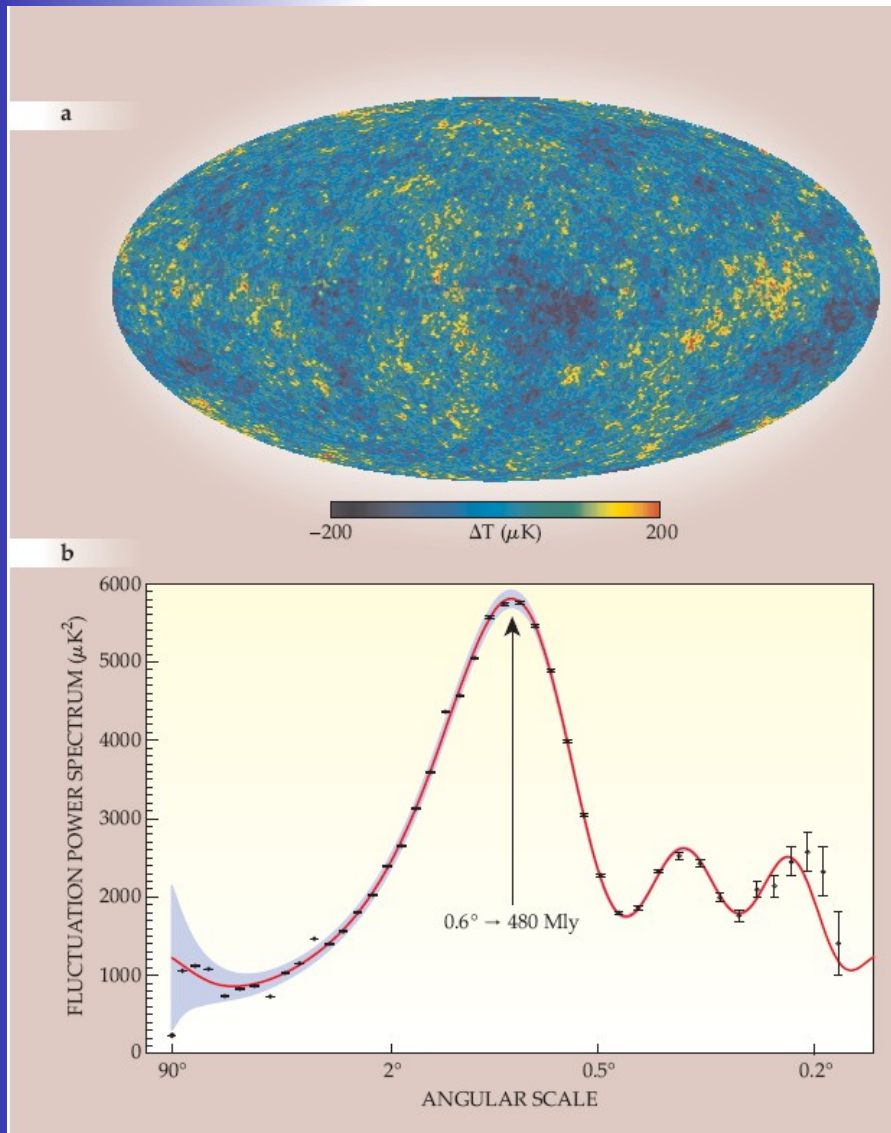 a
−200 ΔT (μK) 200
b
FLUCTUATION POWER SPECTRUM (μK²)
6000
5000
4000
3000
2000
1000
0
0.6° → 480 Mly
90° 2° 0.5° 0.2°
ANGULAR SCALE